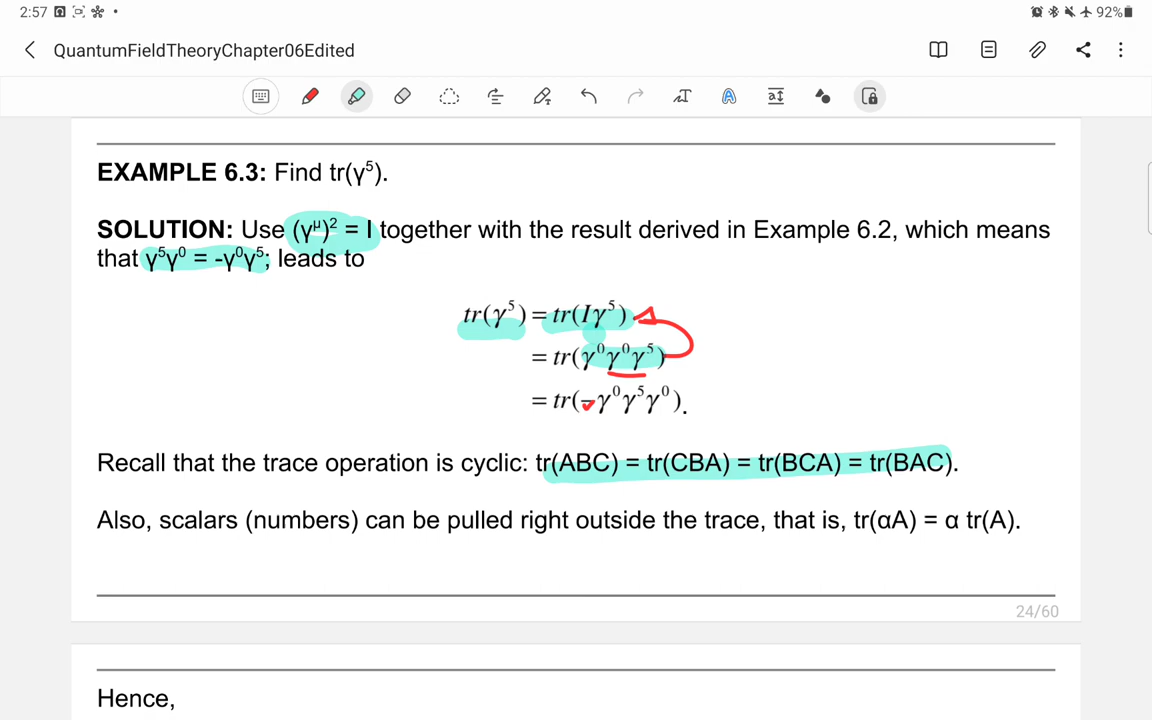 2:57
92%
QuantumFieldTheoryChapter06Edited
EXAMPLE 6.3: Find tr(γ⁵).
SOLUTION: Use (γ^μ)² = I together with the result derived in Example 6.2, which means
that γ⁵γ⁰ = -γ⁰γ⁵; leads to
tr(γ⁵) = tr(Iγ⁵)
= tr(γ⁰γ⁰γ⁵)
= tr(−γ⁰γ⁵γ⁰).
Recall that the trace operation is cyclic: tr(ABC) = tr(CBA) = tr(BCA) = tr(BAC).
Also, scalars (numbers) can be pulled right outside the trace, that is, tr(αA) = α tr(A).
24/60
Hence,